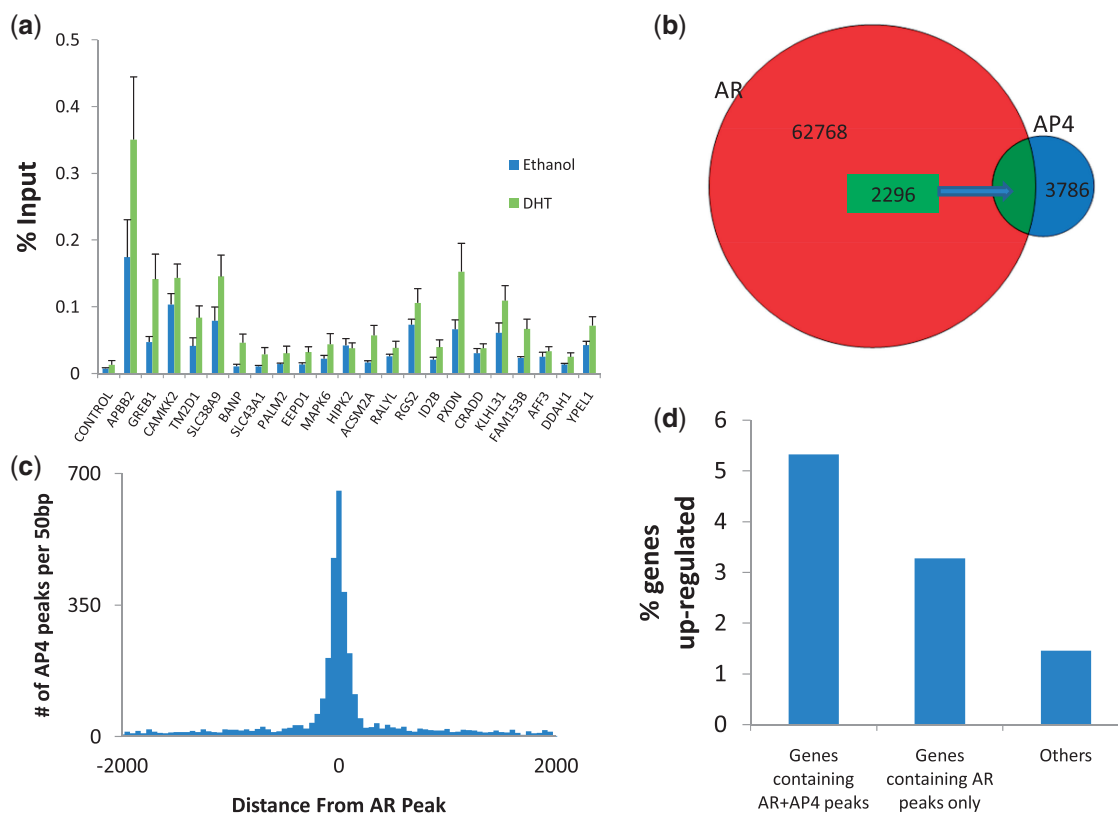 (a)
0.5
0.4
0.3
0.2
0.1
0
% Input
Ethanol
DHT
CONTROL
APBB2
GREB1
CAMKK2
TM2D1
SLC38A9
BANP
SLC43A1
PALM2
EEPD1
MAPK6
HIPK2
ACSM2A
RALYL
RGS2
ID2B
PXDN
CRADD
KLHL31
FAM153B
AFF3
DDAH1
YPEL1
(b)
AR
62768
2296
AP4
3786
(c)
700
350
0
# of AP4 peaks per 50bp
-2000
0
2000
Distance From AR Peak
(d)
6
5
4
3
2
1
0
% genes
up-regulated
Genes
containing
AR+AP4 peaks
Genes
containing AR
peaks only
Others